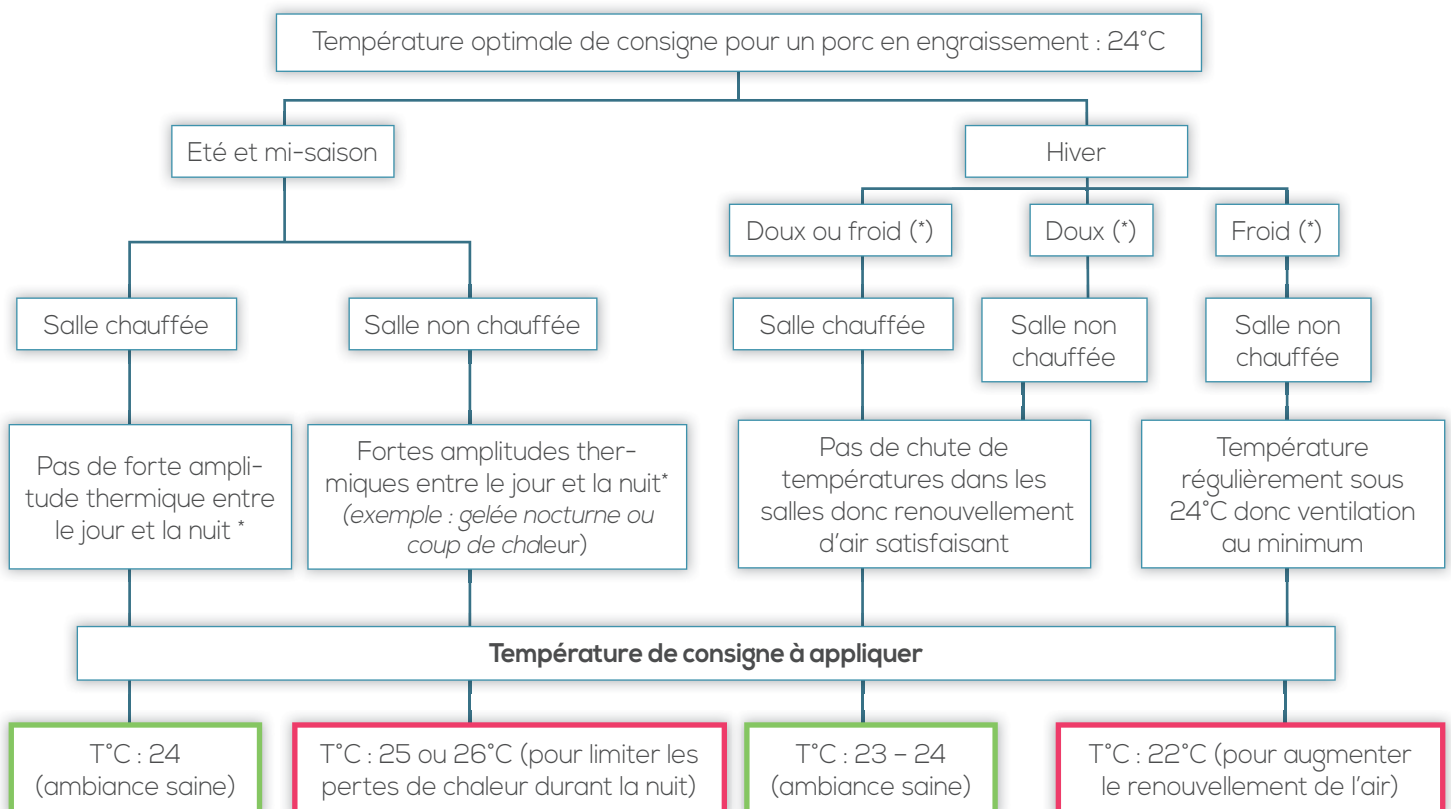 Température optimale de consigne pour un porc en engraissement : 24°C
Eté et mi-saison
Hiver
Doux ou froid (*)
Doux (*)
Froid (*)
Salle chauffée
Salle non chauffée
Salle chauffée
Salle non
chauffée
Salle non
chauffée
Pas de forte ampli-
tude thermique entre
le jour et la nuit *
Fortes amplitudes ther-
miques entre le jour et la nuit*
(exemple : gelée nocturne ou
coup de chaleur)
Pas de chute de
températures dans les
salles donc renouvellement
d'air satisfaisant
Température
régulièrement sous
24°C donc ventilation
au minimum
Température de consigne à appliquer
T°C : 24
(ambiance saine)
T°C : 25 ou 26°C (pour limiter les
pertes de chaleur durant la nuit)
T°C : 23 – 24
(ambiance saine)
T°C : 22°C (pour augmenter
le renouvellement de l'air)